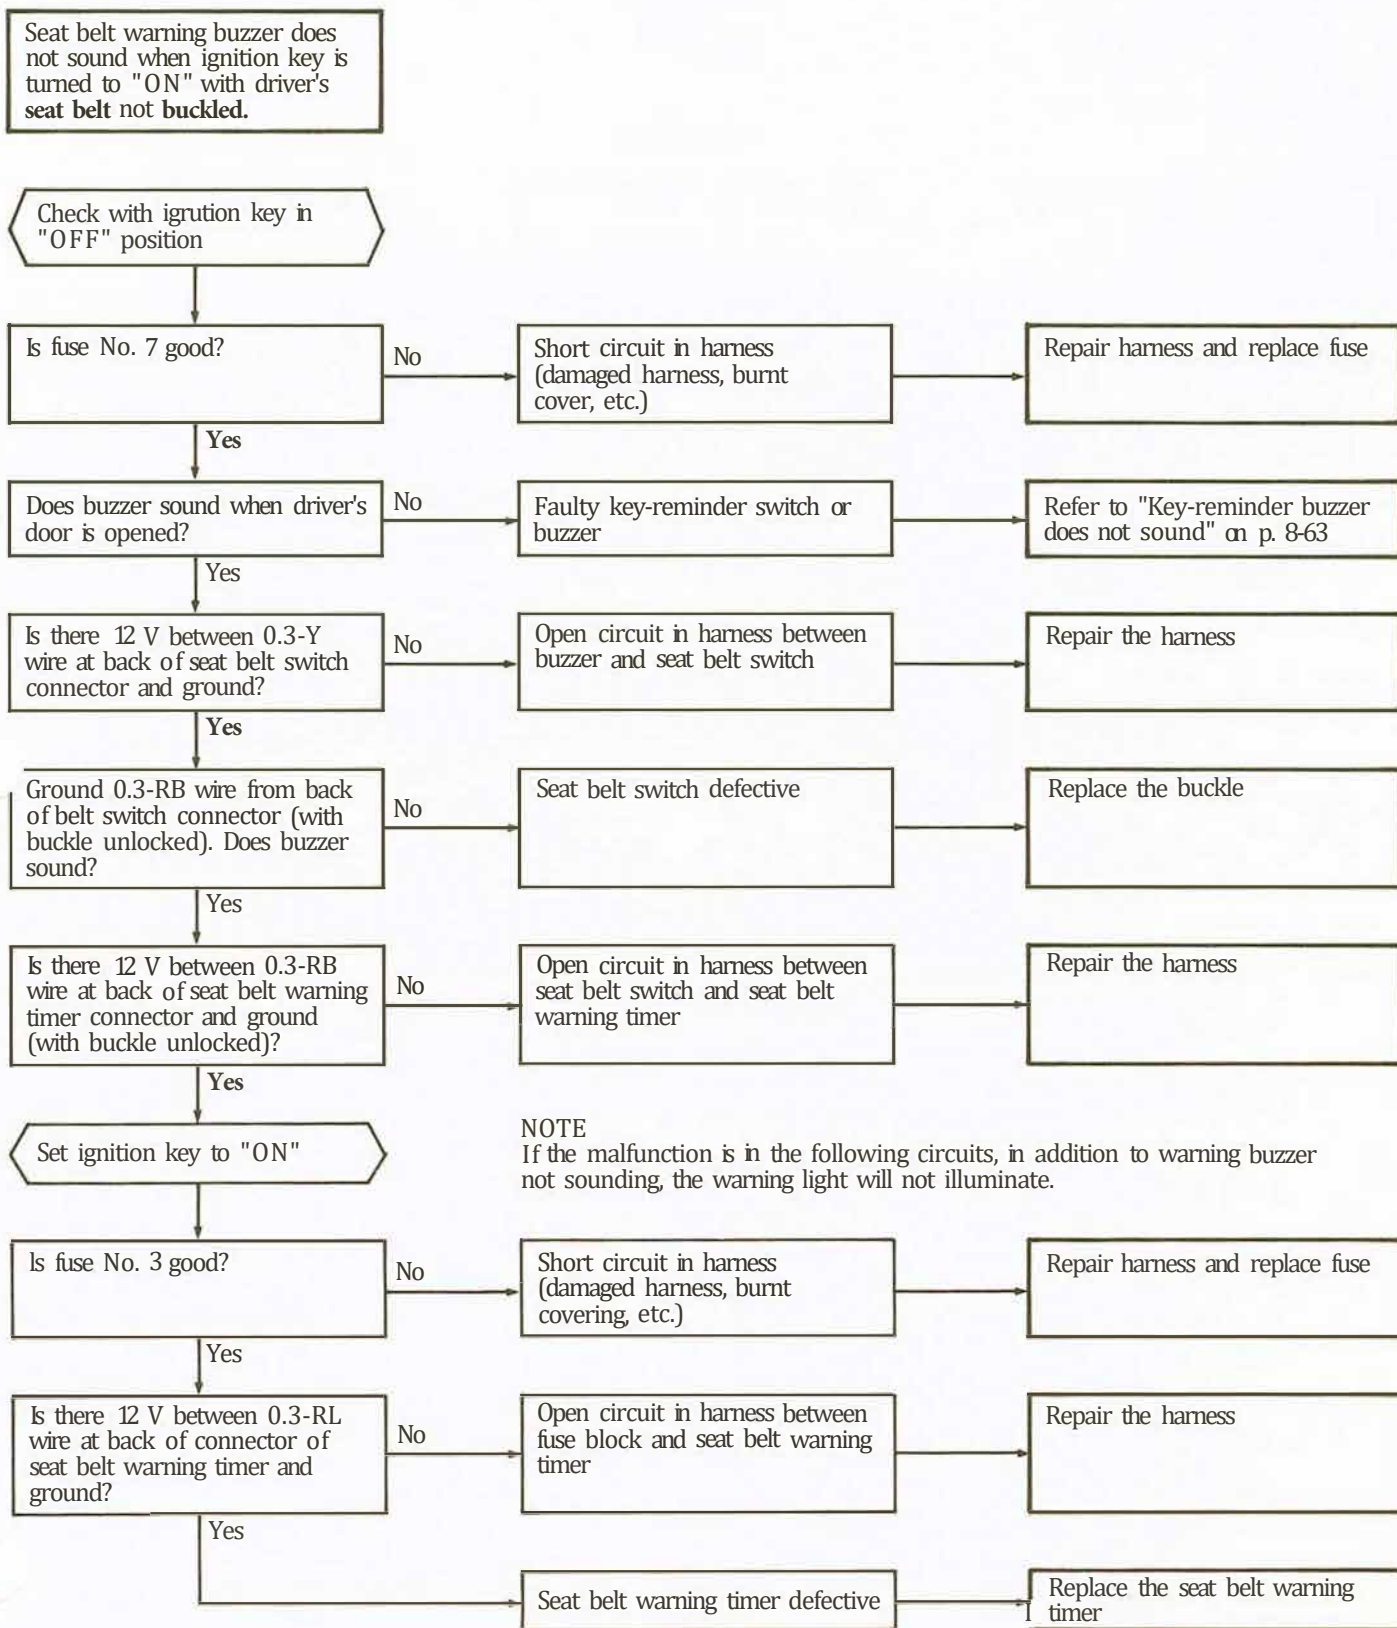 Seat belt warning buzzer does
not sound when ignition key is
turned to "ON" with driver's
seat belt not buckled.
Check with igrution key in
"OFF" position
Is fuse No. 7 good?
No
Short circuit in harness
(damaged harness, burnt
cover, etc.)
Repair harness and replace fuse
Yes
Does buzzer sound when driver's
door is opened?
No
Faulty key-reminder switch or
buzzer
Refer to "Key-reminder buzzer
does not sound" on p. 8-63
Yes
Is there 12 V between 0.3-Y
wire at back of seat belt switch
connector and ground?
No
Open circuit in harness between
buzzer and seat belt switch
Repair the harness
Yes
Ground 0.3-RB wire from back
of belt switch connector (with
buckle unlocked). Does buzzer
sound?
No
Seat belt switch defective
Replace the buckle
Yes
Is there 12 V between 0.3-RB
wire at back of seat belt warning
timer connector and ground
(with buckle unlocked)?
No
Open circuit in harness between
seat belt switch and seat belt
warning timer
Repair the harness
Yes
Set ignition key to "ON"
NOTE
If the malfunction is in the following circuits, in addition to warning buzzer
not sounding, the warning light will not illuminate.
Is fuse No. 3 good?
No
Short circuit in harness
(damaged harness, burnt
covering, etc.)
Repair harness and replace fuse
Yes
Is there 12 V between 0.3-RL
wire at back of connector of
seat belt warning timer and
ground?
No
Open circuit in harness between
fuse block and seat belt warning
timer
Repair the harness
Yes
Seat belt warning timer defective
Replace the seat belt warning
timer